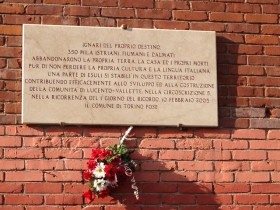 IGNARI DEL PROPRIO DESTINO
350 MILA ISTRIANI, FIUMANI E DALMATI
ABBANDONARONO LA PROPRIA TERRA, LA CASA ED I PROPRI MORTI
PUR DI NON PERDERE LA PROPRIA CULTURA E LA LINGUA ITALIANA
UNA PARTE DI ESULI SI STABILÌ IN QUESTO TERRITORIO
CONTRIBUENDO EFFICACEMENTE ALLO SVILUPPO ED ALLA COSTRUZIONE
DELLA COMUNITÀ DI LUCENTO-VALLETTE, NELLA CIRCOSCRIZIONE 5
NELLA RICORRENZA DEL 1° GIORNO DEL RICORDO 10 FEBBRAIO 2005
IL COMUNE DI TORINO POSE